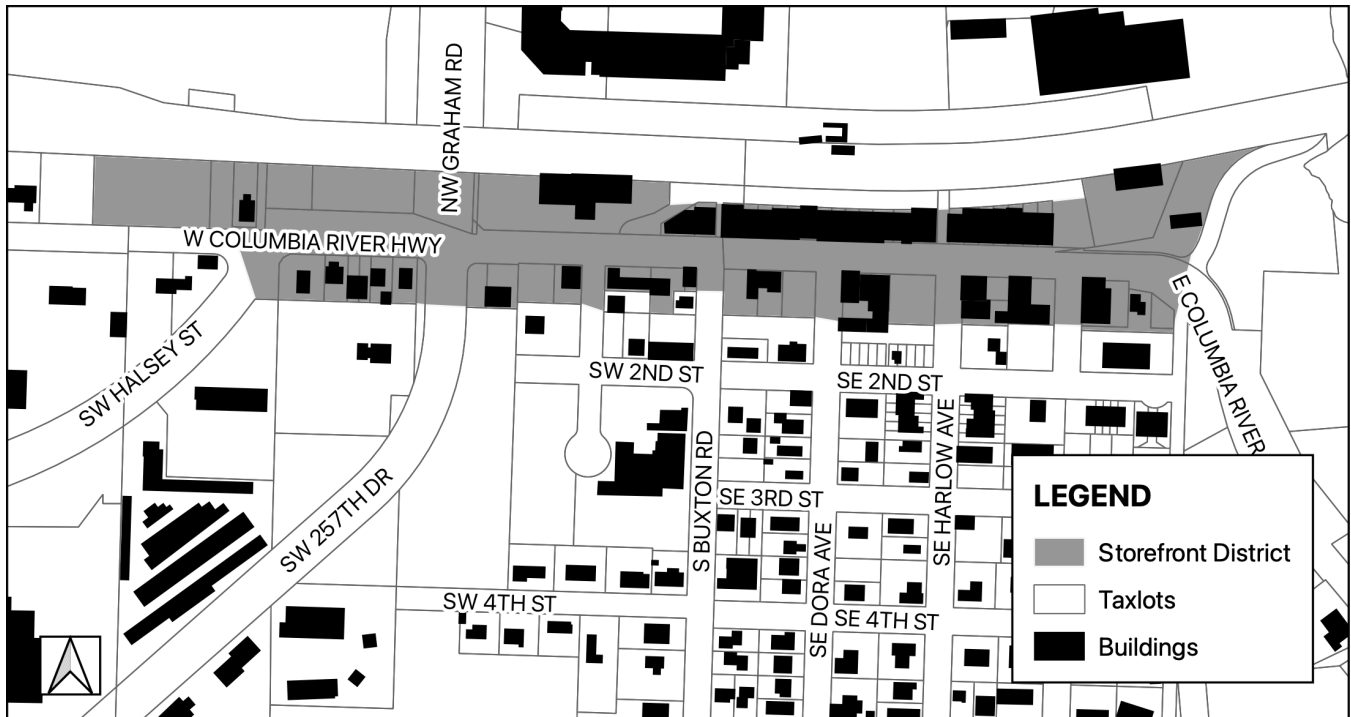 NW GRAHAM RD
W COLUMBIA RIVER HWY
E COLUMBIA RIVER
SW HALSEY ST
SW 2ND ST
SE 2ND ST
S BUXTON RD
SE HARLOW AVE
SW 257TH DR
SE 3RD ST
SE DORA AVE
SW 4TH ST
SE 4TH ST
LEGEND
Storefront District
Taxlots
Buildings